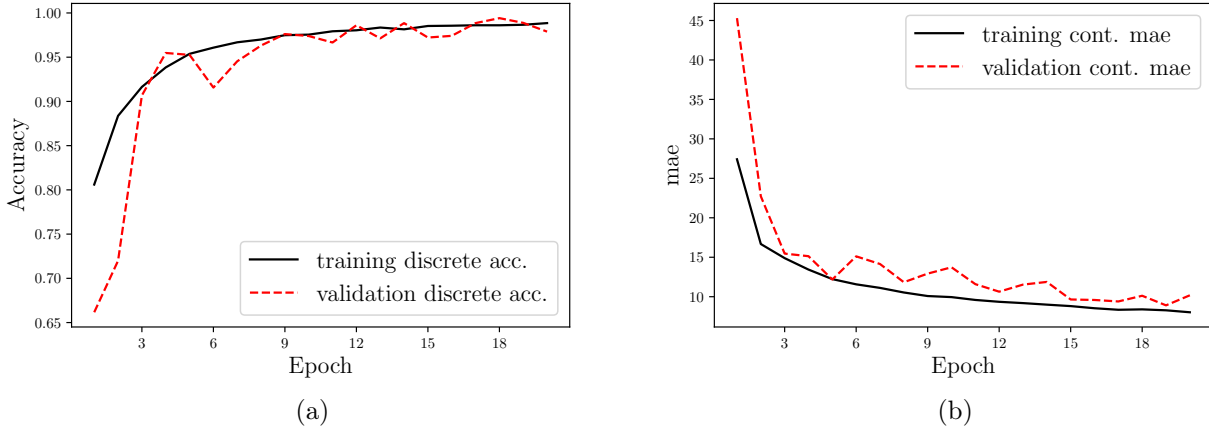 1.00
0.95
0.90
0.85
0.80
0.75
0.70
0.65
Accuracy
training discrete acc.
validation discrete acc.
3 6 9 12 15 18
Epoch
(a)
45
40
35
30
25
20
15
10
mae
training cont. mae
validation cont. mae
3 6 9 12 15 18
Epoch
(b)